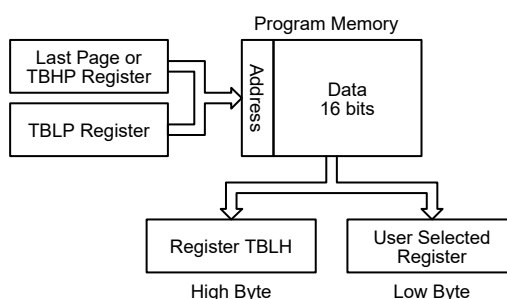 Program Memory
Last Page or
TBHP Register
TBLP Register
Address
Data
16 bits
Register TBLH
User Selected
Register
High Byte
Low Byte